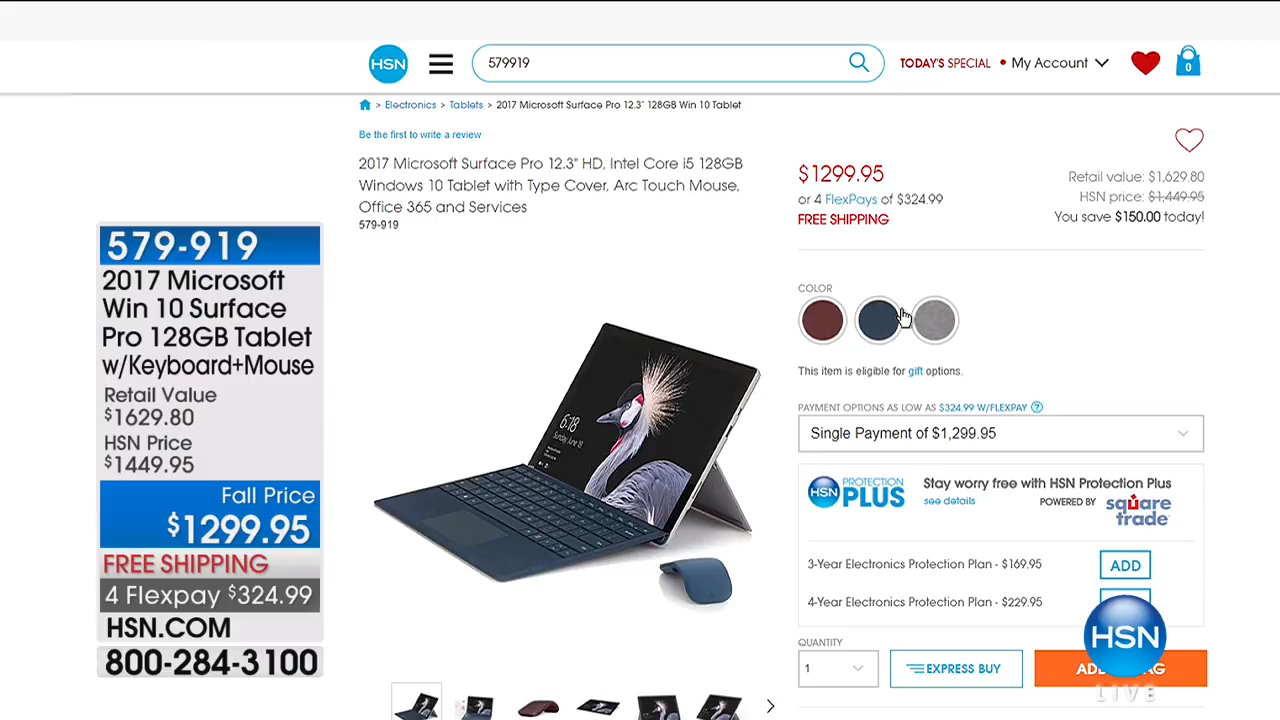 HSN
579919
TODAY'S SPECIAL
My Account
0
> Electronics > Tablets > 2017 Microsoft Surface Pro 12.3" 128GB Win 10 Tablet
Be the first to write a review
2017 Microsoft Surface Pro 12.3" HD, Intel Core i5 128GB
Windows 10 Tablet with Type Cover, Arc Touch Mouse,
Office 365 and Services
579-919
$1299.95
or 4 FlexPays of $324.99
FREE SHIPPING
Retail value: $1,629.80
HSN price: $1,449.95
You save $150.00 today!
COLOR
This item is eligible for gift options.
PAYMENT OPTIONS AS LOW AS $324.99 W/FLEXPAY ?
Single Payment of $1,299.95
HSN PROTECTION PLUS
Stay worry free with HSN Protection Plus
see details
POWERED BY
square trade
3-Year Electronics Protection Plan - $169.95
ADD
4-Year Electronics Protection Plan - $229.95
QUANTITY
1
EXPRESS BUY
HSN
LIVE
579-919
2017 Microsoft
Win 10 Surface
Pro 128GB Tablet
w/Keyboard+Mouse
Retail Value
$1629.80
HSN Price
$1449.95
Fall Price
$1299.95
FREE SHIPPING
4 Flexpay $324.99
HSN.COM
800-284-3100
6:18